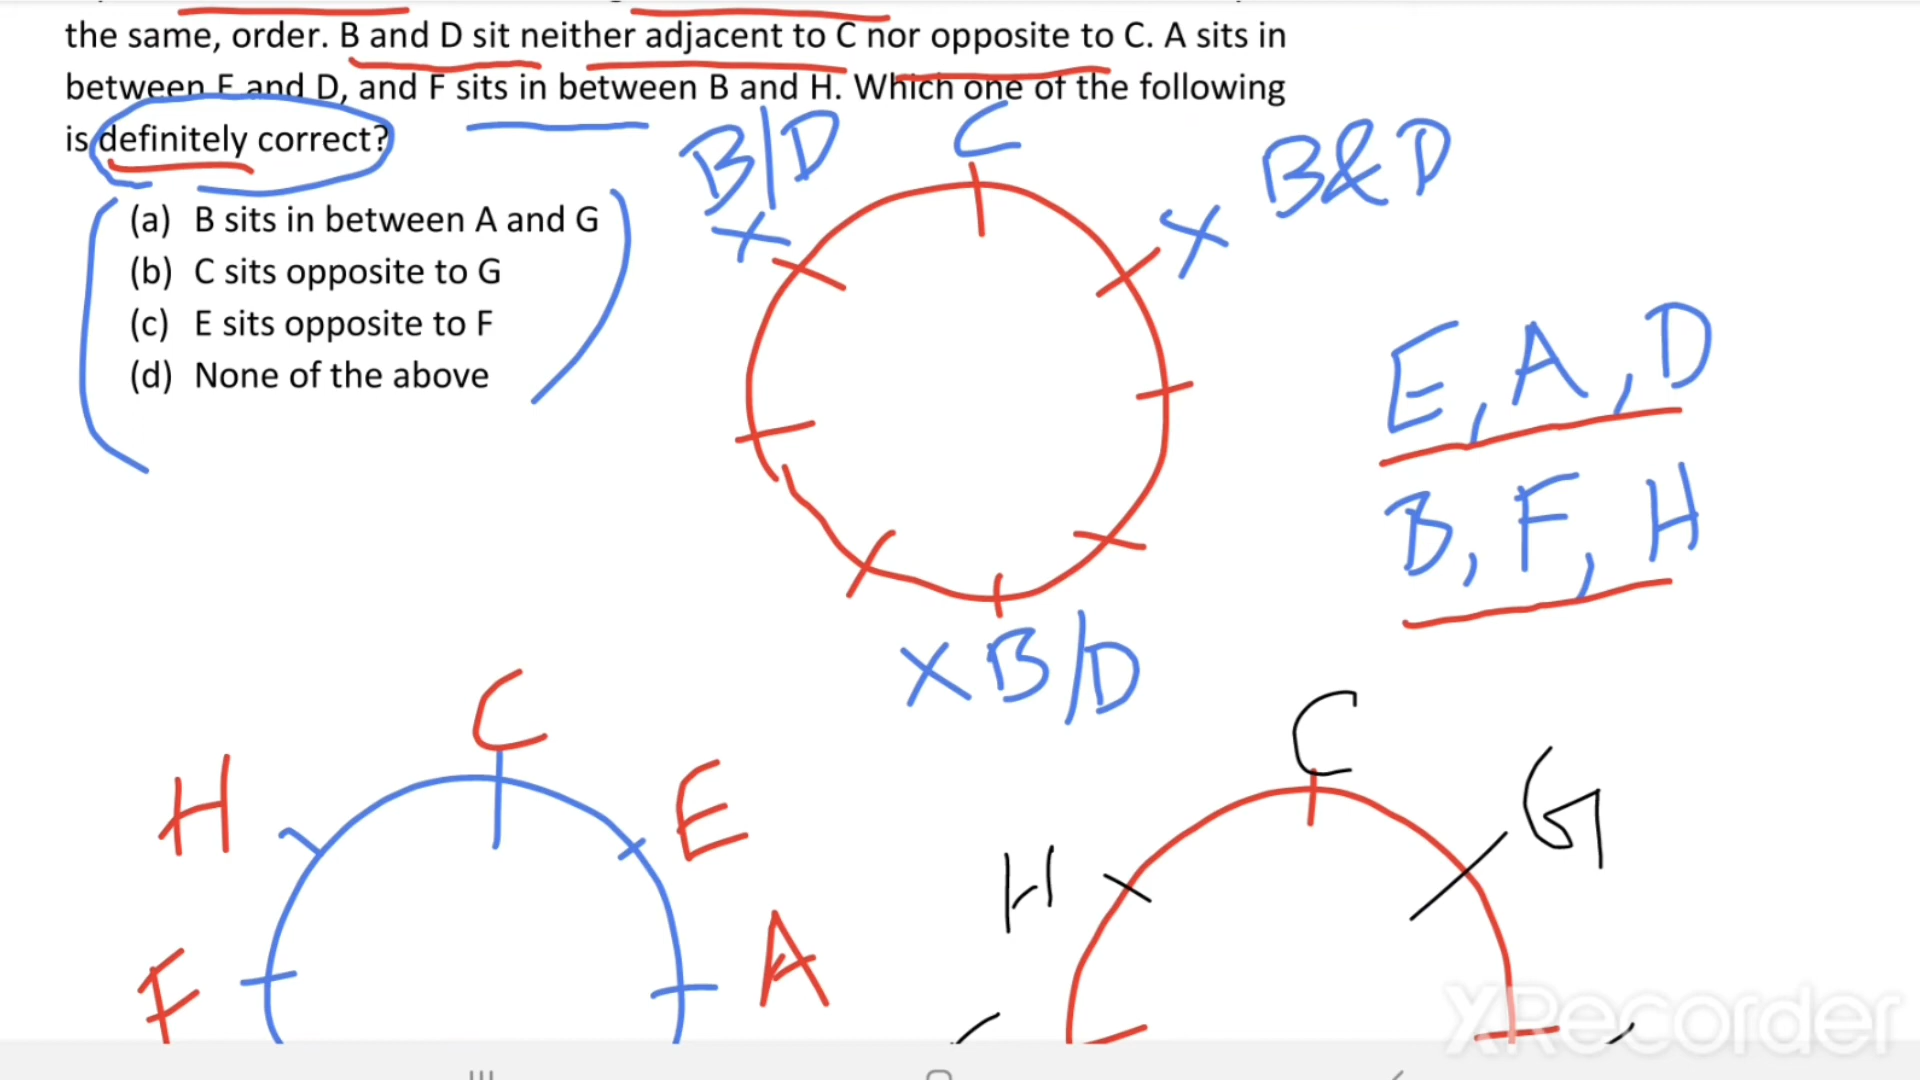 the same, order. B and D sit neither adjacent to C nor opposite to C. A sits in
between E and D, and F sits in between B and H. Which one of the following
is definitely correct?
(a) B sits in between A and G
(b) C sits opposite to G
(c) E sits opposite to F
(d) None of the above
B/D
C
B&D
X
X
E, A, D
B, F, H
X B/D
C
H
E
F
A
C
G
H
XRecorder